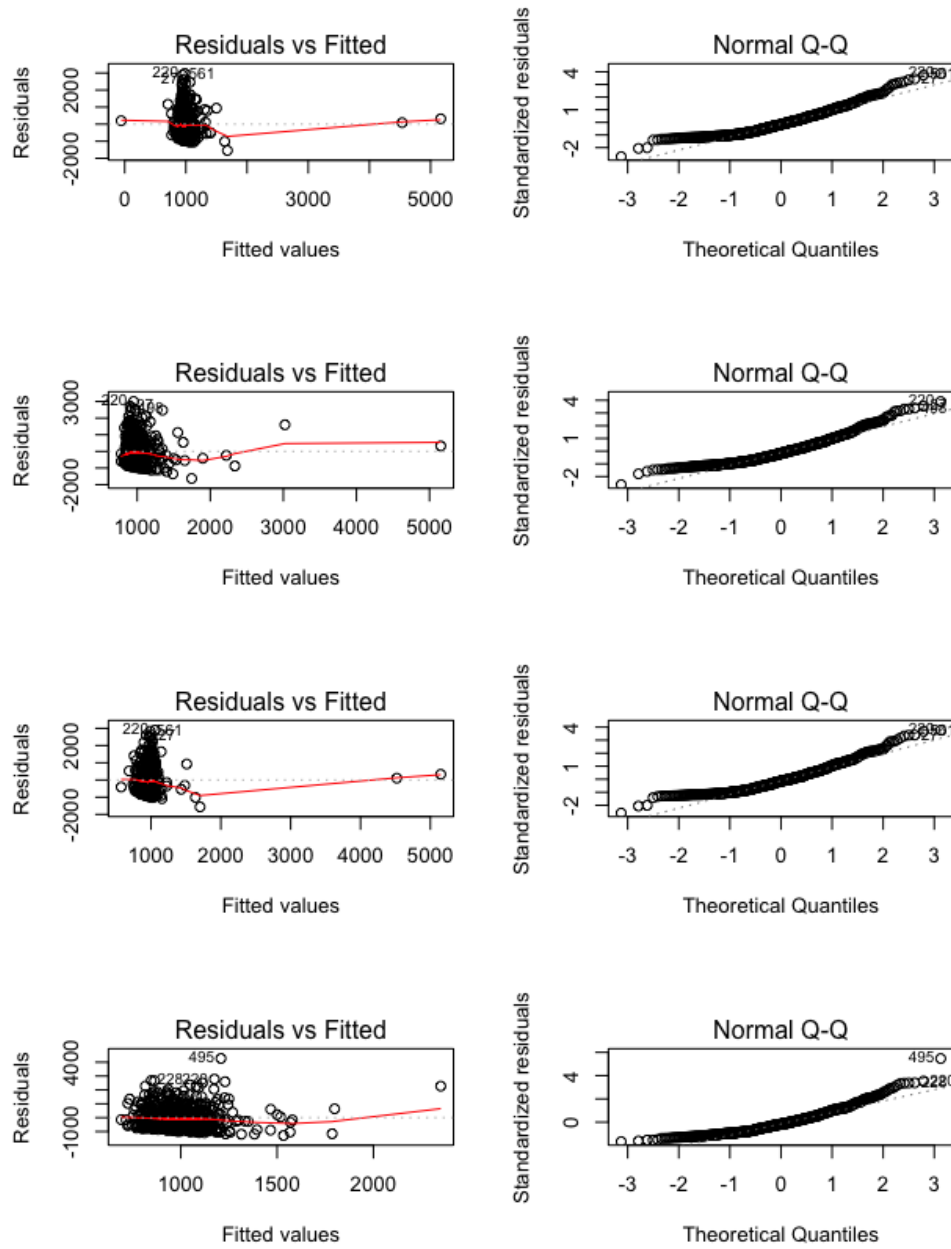 Residuals vs Fitted
Normal Q-Q
Residuals
2000
-2000
0 1000 3000 5000
Fitted values
Standardized residuals
4
1
-2
-3 -2 -1 0 1 2 3
Theoretical Quantiles
Residuals vs Fitted
Normal Q-Q
Residuals
3000
-2000
1000 2000 3000 4000 5000
Fitted values
Standardized residuals
4
1
-2
-3 -2 -1 0 1 2 3
Theoretical Quantiles
Residuals vs Fitted
Normal Q-Q
Residuals
2000
-2000
1000 2000 3000 4000 5000
Fitted values
Standardized residuals
4
1
-2
-3 -2 -1 0 1 2 3
Theoretical Quantiles
Residuals vs Fitted
Normal Q-Q
Residuals
4000
-1000
495
1000 1500 2000
Fitted values
Standardized residuals
4
0
495
-3 -2 -1 0 1 2 3
Theoretical Quantiles